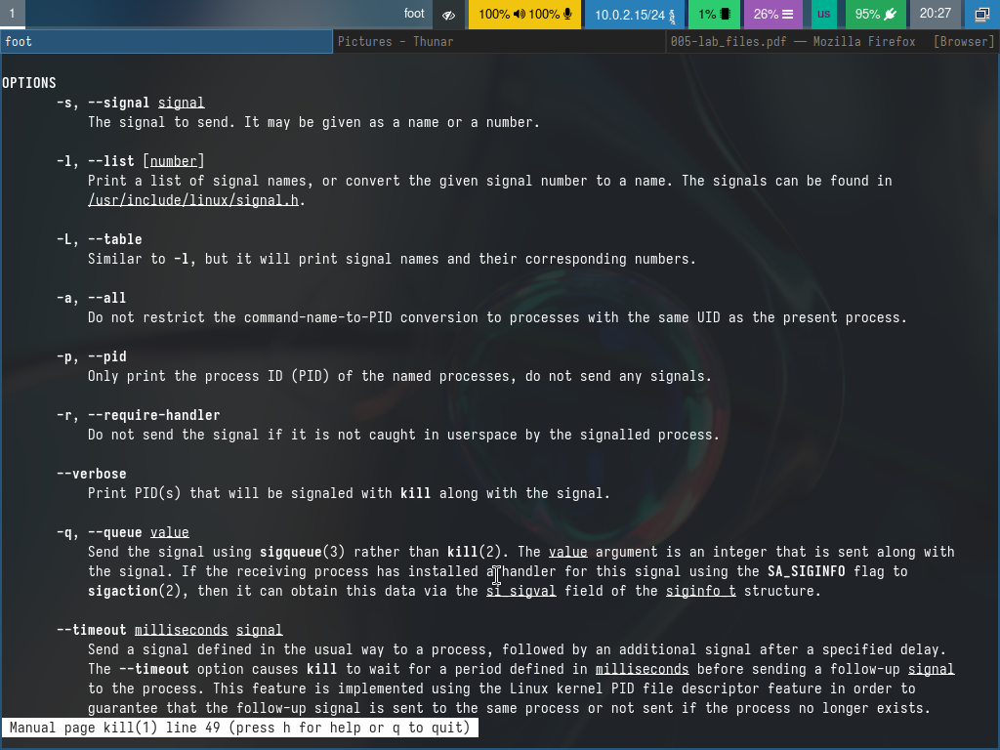 1
foot
100% 100%
10.0.2.15/24
1%
26%
us
95%
20:27
foot
Pictures - Thunar
005-lab_files.pdf — Mozilla Firefox [Browser]
OPTIONS
-s, --signal signal
The signal to send. It may be given as a name or a number.
-l, --list [number]
Print a list of signal names, or convert the given signal number to a name. The signals can be found in
/usr/include/linux/signal.h.
-L, --table
Similar to -l, but it will print signal names and their corresponding numbers.
-a, --all
Do not restrict the command-name-to-PID conversion to processes with the same UID as the present process.
-p, --pid
Only print the process ID (PID) of the named processes, do not send any signals.
-r, --require-handler
Do not send the signal if it is not caught in userspace by the signalled process.
--verbose
Print PID(s) that will be signaled with kill along with the signal.
-q, --queue value
Send the signal using sigqueue(3) rather than kill(2). The value argument is an integer that is sent along with
the signal. If the receiving process has installed a handler for this signal using the SA_SIGINFO flag to
sigaction(2), then it can obtain this data via the si_sigval field of the siginfo_t structure.
--timeout milliseconds signal
Send a signal defined in the usual way to a process, followed by an additional signal after a specified delay.
The --timeout option causes kill to wait for a period defined in milliseconds before sending a follow-up signal
to the process. This feature is implemented using the Linux kernel PID file descriptor feature in order to
guarantee that the follow-up signal is sent to the same process or not sent if the process no longer exists.
Manual page kill(1) line 49 (press h for help or q to quit)